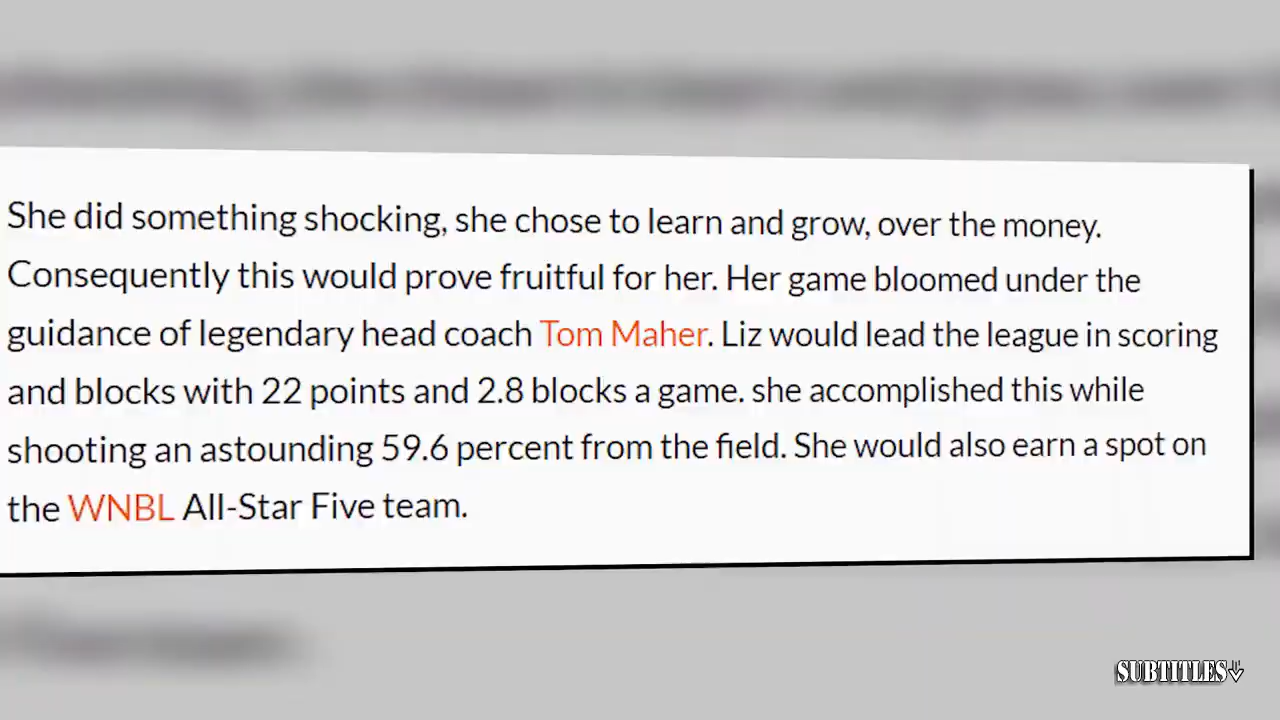 She did something shocking, she chose to learn and grow, over the money.
Consequently this would prove fruitful for her. Her game bloomed under the
guidance of legendary head coach Tom Maher. Liz would lead the league in scoring
and blocks with 22 points and 2.8 blocks a game. she accomplished this while
shooting an astounding 59.6 percent from the field. She would also earn a spot on
the WNBL All-Star Five team.
SUBTITLES